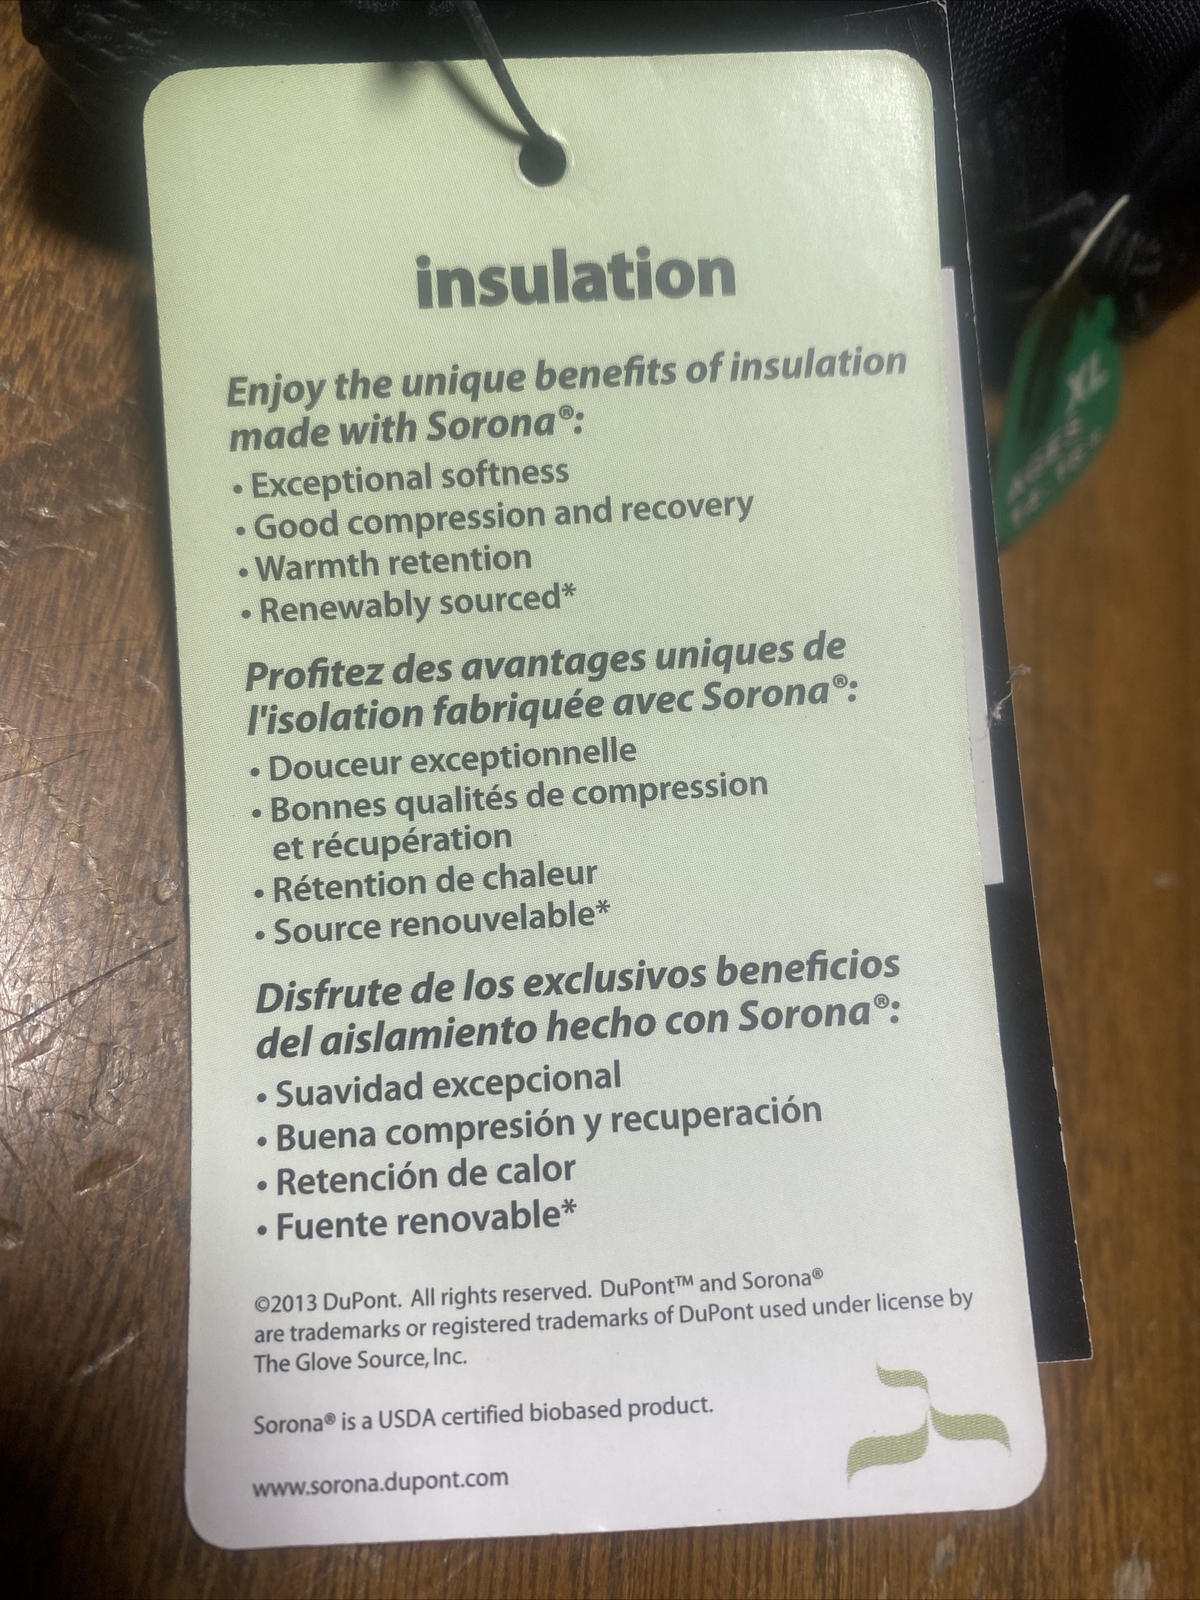 insulation
Enjoy the unique benefits of insulation
made with Sorona®:
• Exceptional softness
• Good compression and recovery
• Warmth retention
• Renewably sourced*
Profitez des avantages uniques de
l'isolation fabriquée avec Sorona®:
• Douceur exceptionnelle
• Bonnes qualités de compression
et récupération
• Rétention de chaleur
• Source renouvelable*
Disfrute de los exclusivos beneficios
del aislamiento hecho con Sorona®:
• Suavidad excepcional
• Buena compresión y recuperación
• Retención de calor
• Fuente renovable*
©2013 DuPont. All rights reserved. DuPont™ and Sorona®
are trademarks or registered trademarks of DuPont used under license by
The Glove Source, Inc.
Sorona® is a USDA certified biobased product.
www.sorona.dupont.com
XL
AGES